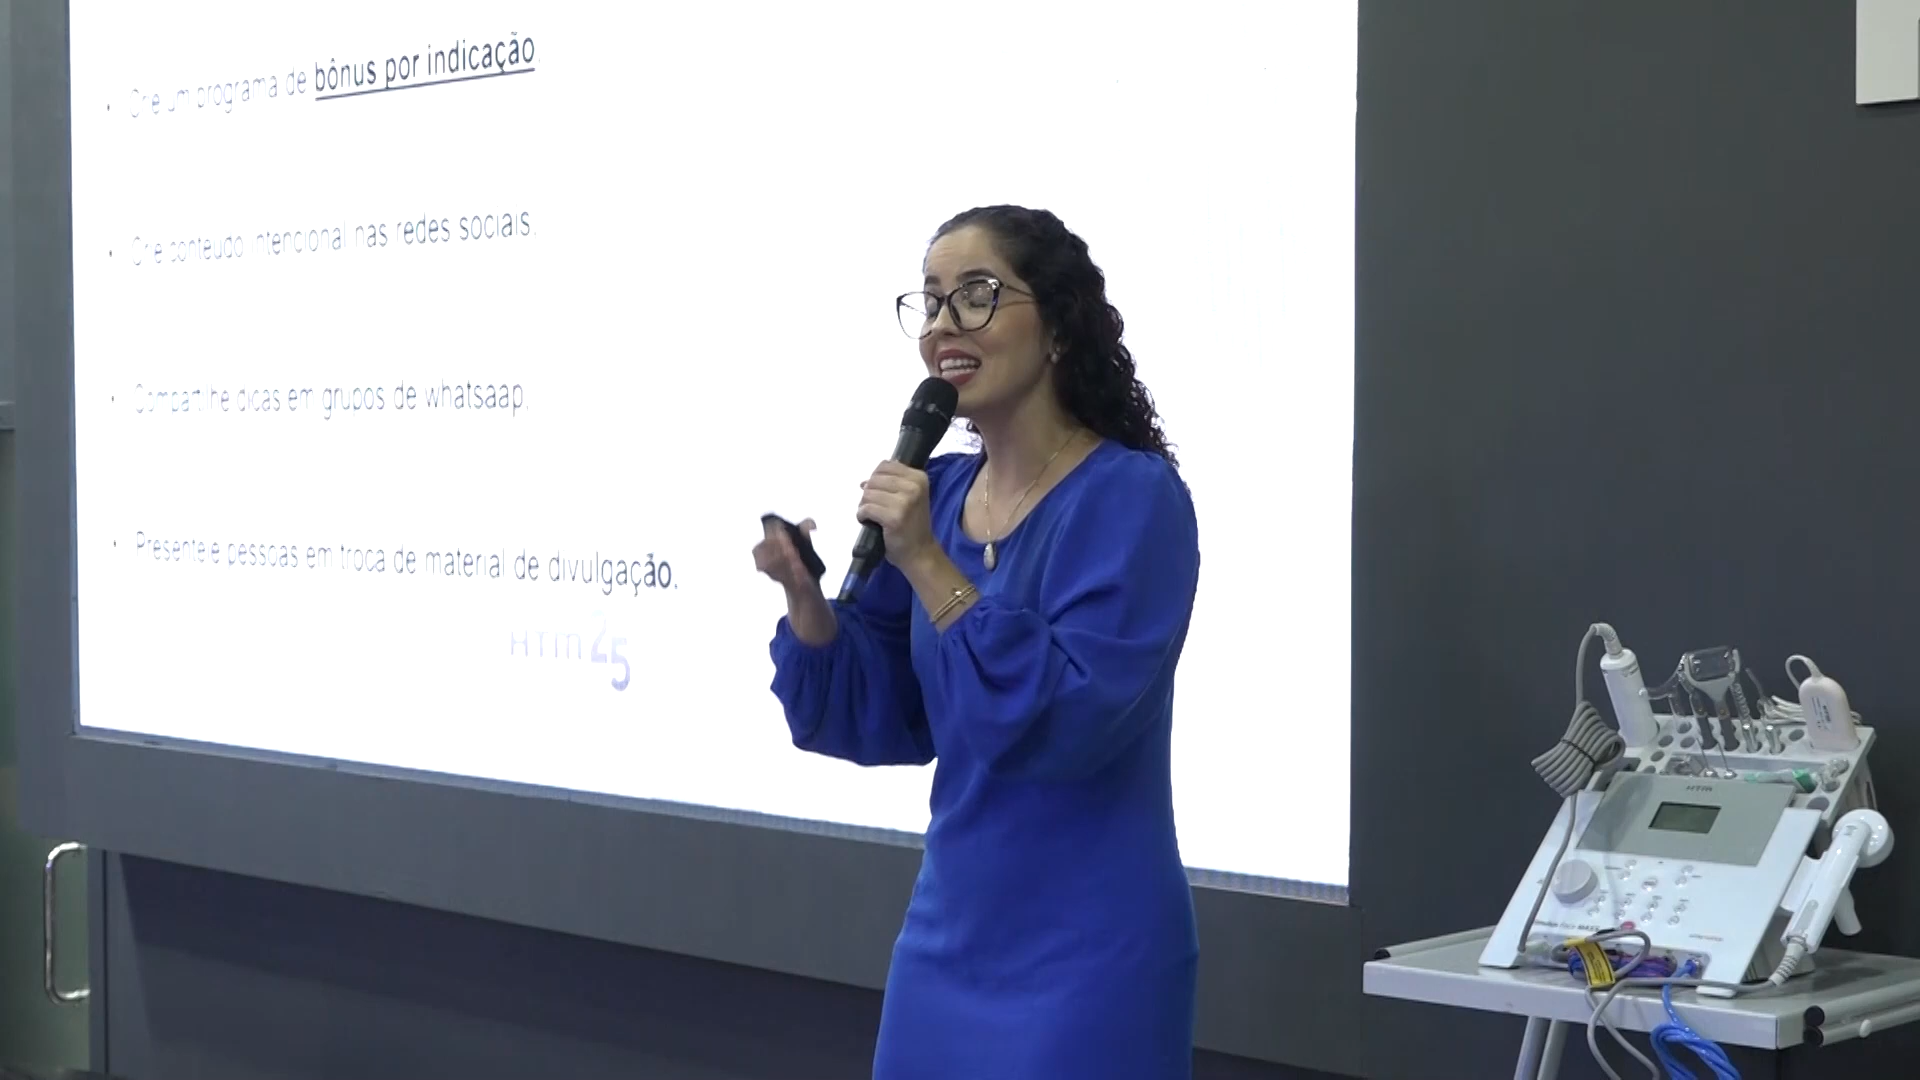 Crie um programa de bônus por indicação,
Crie conteúdo intencional nas redes sociais,
Compartilhe dicas em grupos de whatsaap,
Presenteie pessoas em troca de material de divulgação.
HTM 25
HTM